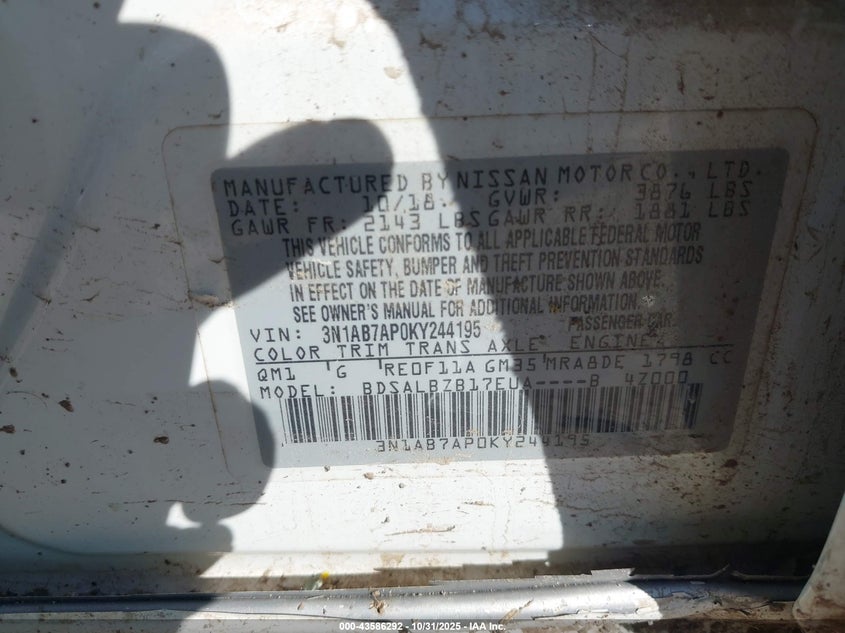 MANUFACTURED BY NISSAN MOTOR CO., LTD.
DATE: 10/18 GVWR: 3876 LBS
GAWR FR: 2143 LBS GAWR RR: 1881 LBS
THIS VEHICLE CONFORMS TO ALL APPLICABLE FEDERAL MOTOR
VEHICLE SAFETY, BUMPER AND THEFT PREVENTION STANDARDS
IN EFFECT ON THE DATE OF MANUFACTURE SHOWN ABOVE.
SEE OWNER'S MANUAL FOR ADDITIONAL INFORMATION.
VIN: 3N1AB7AP0KY244195 PASSENGER CAR
COLOR TRIM TRANS AXLE ENGINE
QM1 G RE0F11A GM35 MRA8DE 1798 CC
MODEL: BDSALBZB17EUA----B 4Z000
3N1AB7AP0KY244195
000-43586292 - 10/31/2025 - IAA Inc.